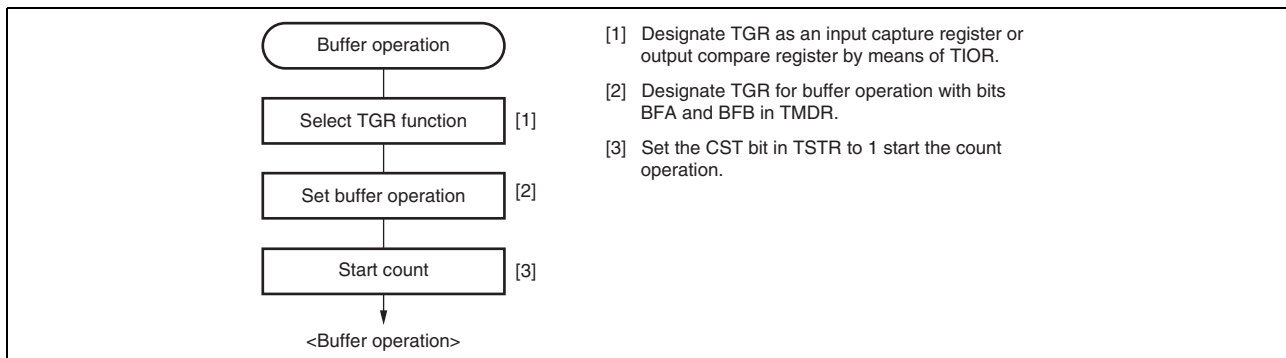 Buffer operation
Select TGR function
[1]
Set buffer operation
[2]
Start count
[3]
<Buffer operation>
[1] Designate TGR as an input capture register or
output compare register by means of TIOR.
[2] Designate TGR for buffer operation with bits
BFA and BFB in TMDR.
[3] Set the CST bit in TSTR to 1 start the count
operation.